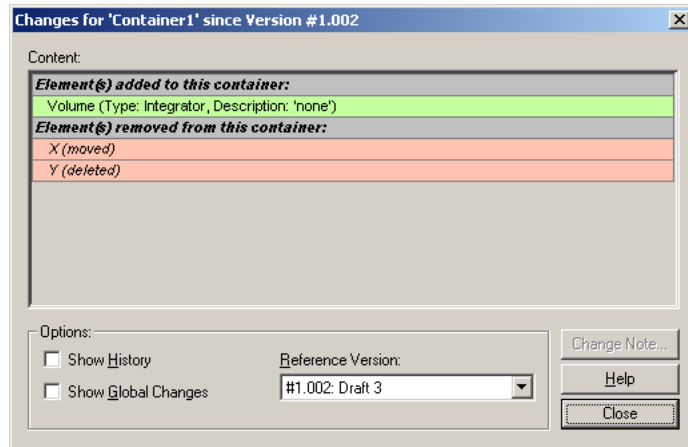 Changes for 'Container1' since Version #1.002
Content:
Element(s) added to this container:
Volume (Type: Integrator, Description: 'none')
Element(s) removed from this container:
X (moved)
Y (deleted)
Options:
Show History
Show Global Changes
Reference Version:
#1.002: Draft 3
Change Note...
Help
Close